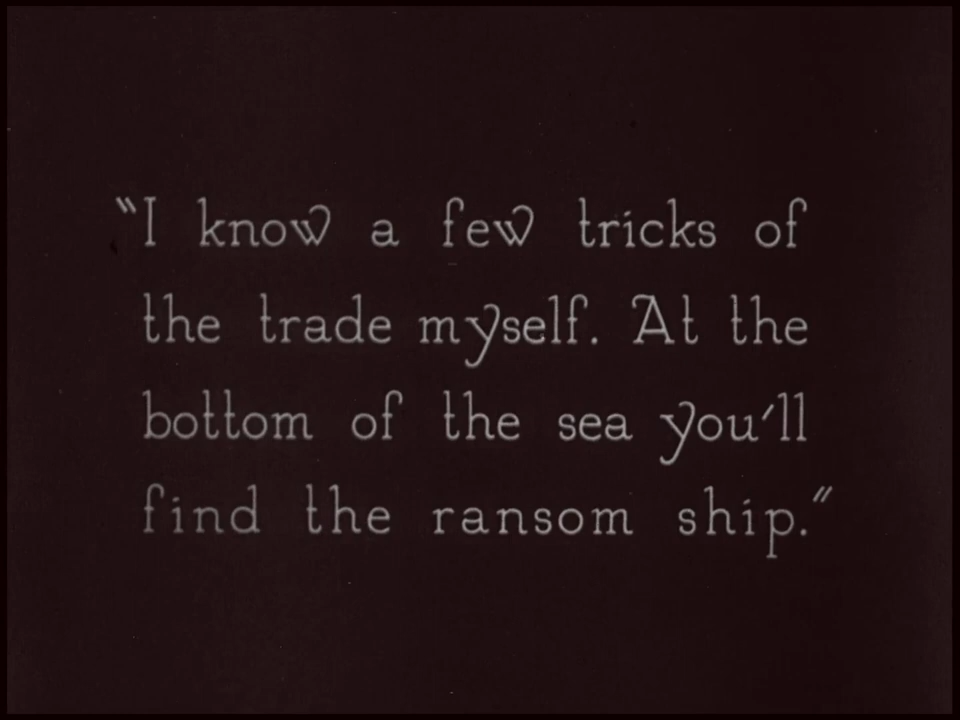 "I know a few tricks of
the trade myself. At the
bottom of the sea you'll
find the ransom ship."